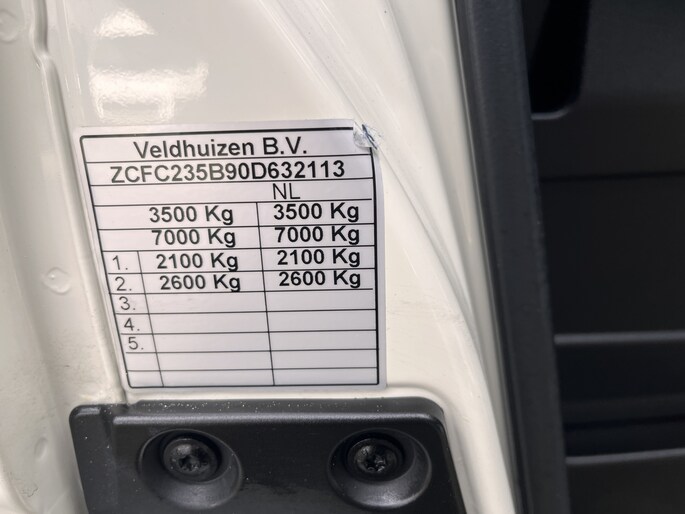 Veldhuizen B.V.
ZCFC235B90D632113
NL
3500 Kg 3500 Kg
7000 Kg 7000 Kg
1. 2100 Kg 2100 Kg
2. 2600 Kg 2600 Kg
3.
4.
5.